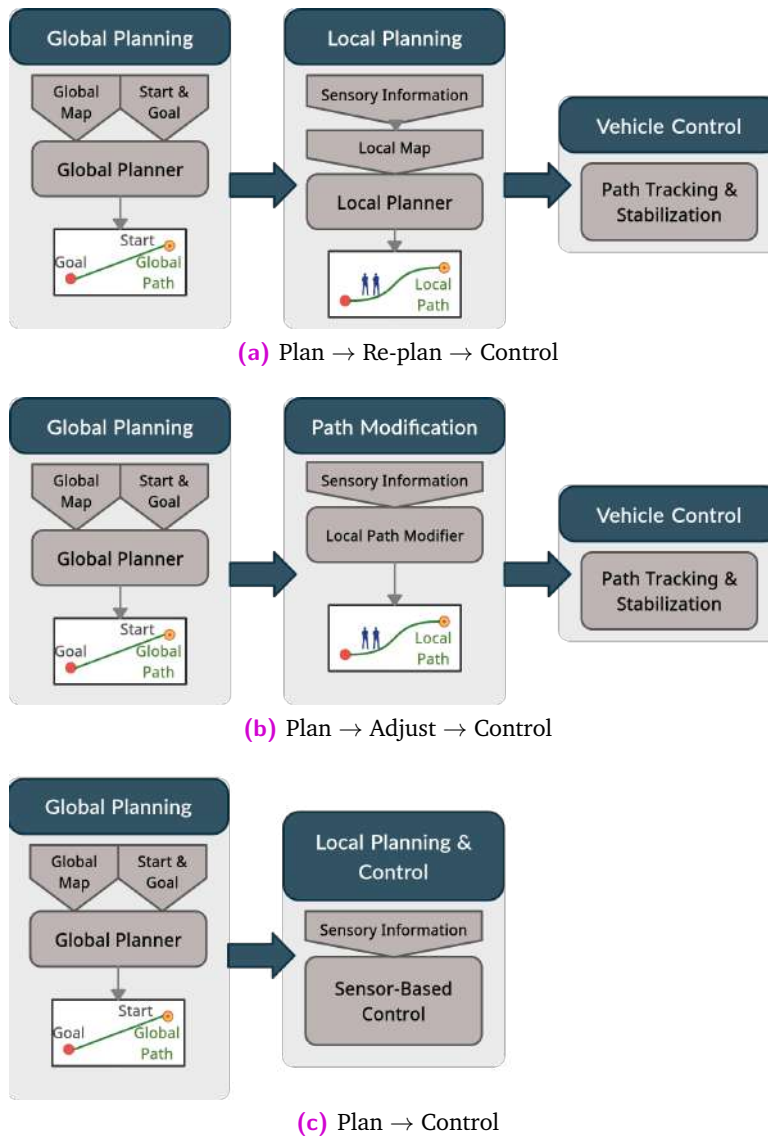 Global Planning
Global
Map
Start &
Goal
Global Planner
Start
Goal
Global
Path
Local Planning
Sensory Information
Local Map
Local Planner
Local
Path
Vehicle Control
Path Tracking &
Stabilization
(a) Plan → Re-plan → Control
Global Planning
Global
Map
Start &
Goal
Global Planner
Start
Goal
Global
Path
Path Modification
Sensory Information
Local Path Modifier
Local
Path
Vehicle Control
Path Tracking &
Stabilization
(b) Plan → Adjust → Control
Global Planning
Global
Map
Start &
Goal
Global Planner
Start
Goal
Global
Path
Local Planning &
Control
Sensory Information
Sensor-Based
Control
(c) Plan → Control